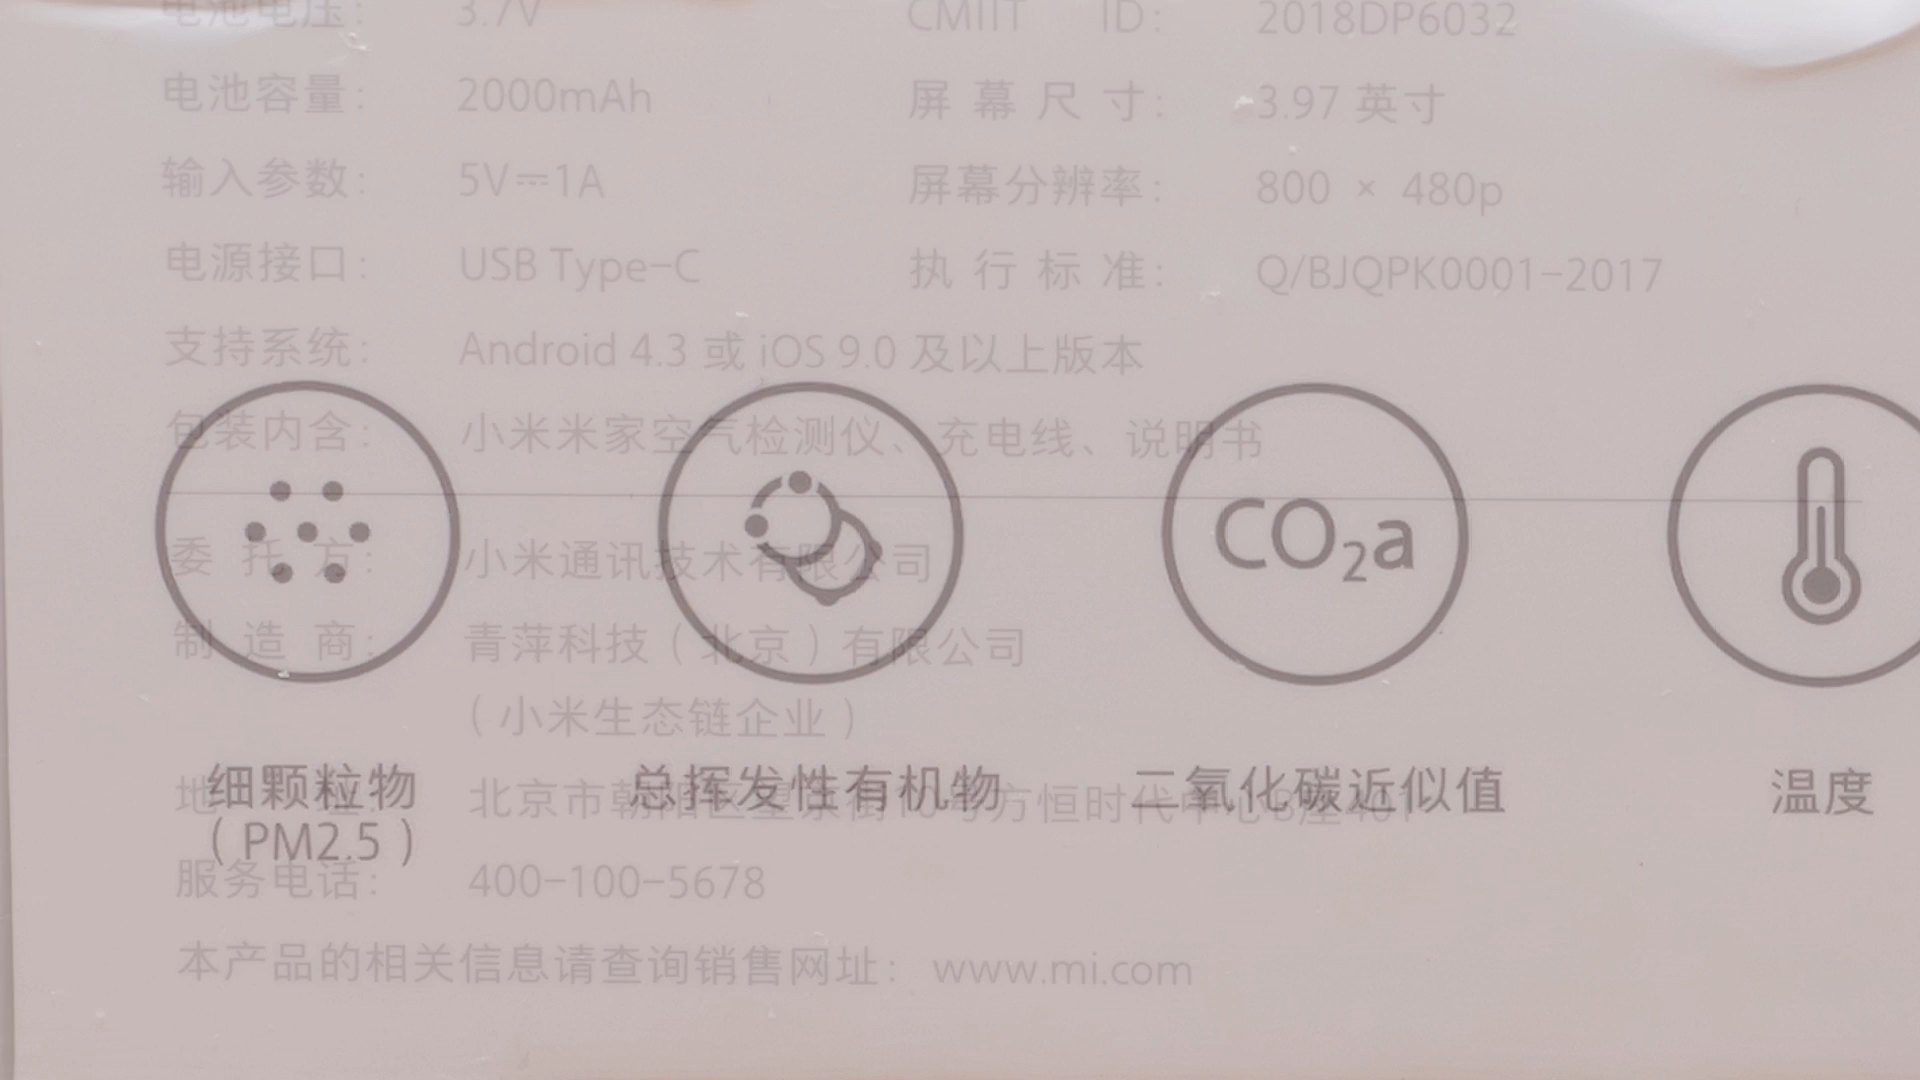 电池电压： 3.7V
CMIIT ID： 2018DP6032
电池容量： 2000mAh
屏幕尺寸： 3.97 英寸
输入参数： 5V⎓1A
屏幕分辨率： 800 × 480p
电源接口： USB Type-C
执行标准： Q/BJQPK0001-2017
支持系统： Android 4.3 或 iOS 9.0 及以上版本
包装内含： 小米米家空气检测仪、充电线、说明书
CO₂a
委托方： 小米通讯技术有限公司
制造商： 青萍科技（北京）有限公司
（小米生态链企业）
细颗粒物
（PM2.5）
总挥发性有机物
二氧化碳近似值
温度
服务电话： 400-100-5678
本产品的相关信息请查询销售网址：www.mi.com